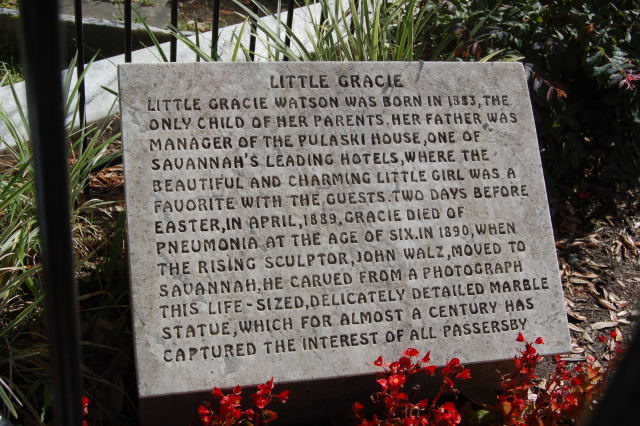 LITTLE GRACIE
LITTLE GRACIE WATSON WAS BORN IN 1883, THE
ONLY CHILD OF HER PARENTS. HER FATHER WAS
MANAGER OF THE PULASKI HOUSE, ONE OF
SAVANNAH'S LEADING HOTELS, WHERE THE
BEAUTIFUL AND CHARMING LITTLE GIRL WAS A
FAVORITE WITH THE GUESTS. TWO DAYS BEFORE
EASTER, IN APRIL, 1889, GRACIE DIED OF
PNEUMONIA AT THE AGE OF SIX. IN 1890, WHEN
THE RISING SCULPTOR, JOHN WALZ, MOVED TO
SAVANNAH, HE CARVED FROM A PHOTOGRAPH
THIS LIFE-SIZED, DELICATELY DETAILED MARBLE
STATUE, WHICH FOR ALMOST A CENTURY HAS
CAPTURED THE INTEREST OF ALL PASSERSBY